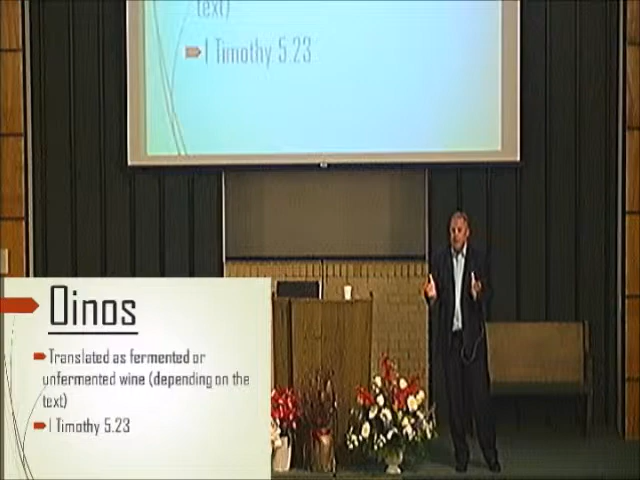 text)
I Timothy 5.23
Oinos
Translated as fermented or
unfermented wine (depending on the
text)
I Timothy 5.23